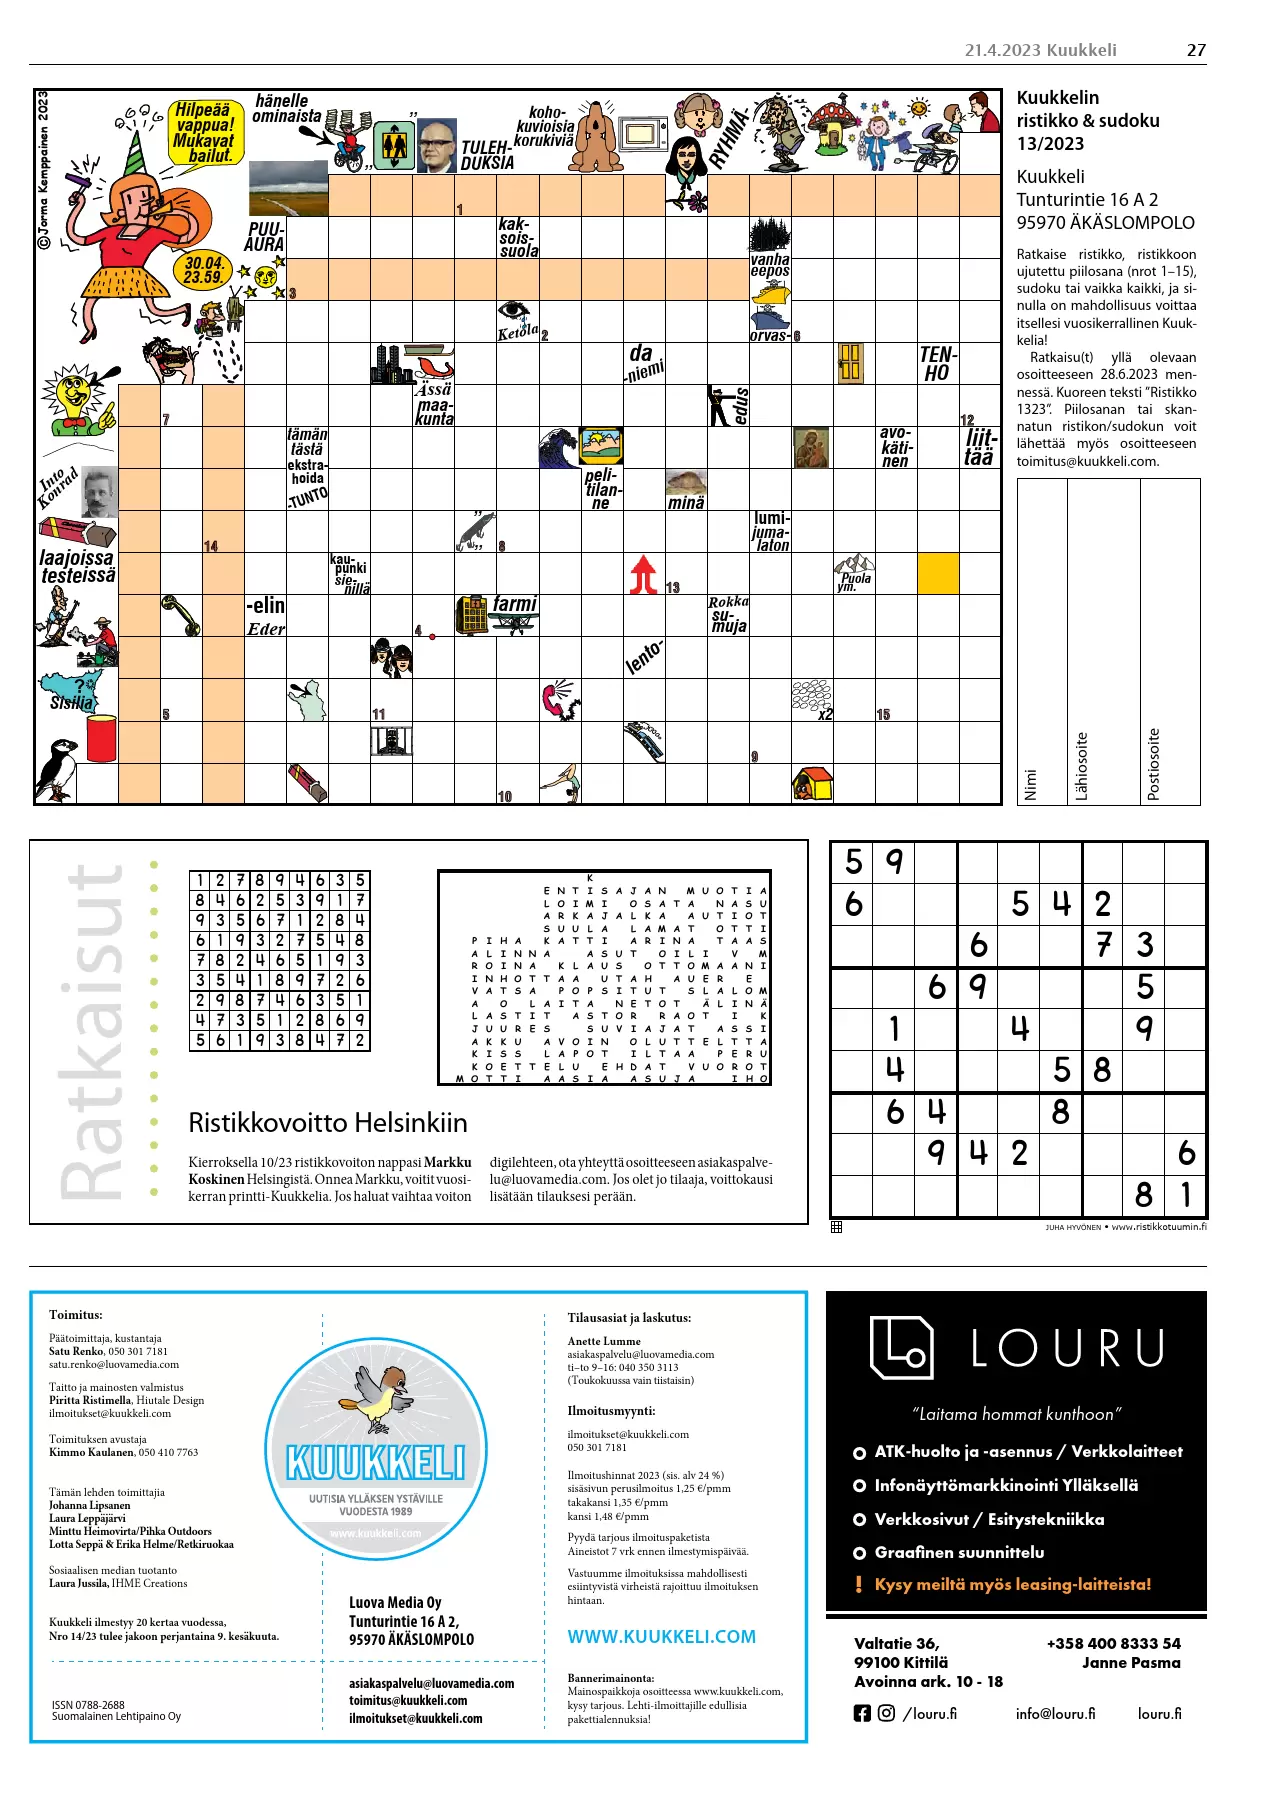 21.4.2023 Kuukkeli 27
©Jorma Kemppainen 2023
Hilpeää
vappua!
Mukavat
bailut.
30.04.
23.59.
hänelle
ominaista
”
„
TULEH-
DUKSIA
koho-
kuvioisia
korukiviä
RYHMÄ-
1
PUU-
AURA
kak-
sois-
suola
vanha
eepos
3
Ketola
2
orvas-
6
da
-niemi
TEN-
HO
Ässä
maa-
kunta
edus
7
12
tämän
tästä
ekstra-
hoida
-TUNTO
avo-
käti-
nen
liit-
tää
Into
Konrad
peli-
tilan-
ne
minä
lumi-
juma-
laton
14
”
„
8
laajoissa
testeissä
kau-
punki
sie-
nillä
13
Puola
ym.
-elin
Eder
4
farmi
Rokka
su-
muja
lento-
?
Sisilia
5
11
x2
15
9
10
Kuukkelin
ristikko & sudoku
13/2023
Kuukkeli
Tunturintie 16 A 2
95970 ÄKÄSLOMPOLO
Ratkaise ristikko, ristikkoon
ujutettu piilosana (nrot 1–15),
sudoku tai vaikka kaikki, ja si-
nulla on mahdollisuus voittaa
itsellesi vuosikerrallinen Kuuk-
kelia!
Ratkaisu(t) yllä olevaan
osoitteeseen 28.6.2023 men-
nessä. Kuoreen teksti ”Ristikko
1323”. Piilosanan tai skan-
natun ristikon/sudokun voit
lähettää myös osoitteeseen
toimitus@kuukkeli.com.
Nimi
Lähiosoite
Postiosoite
Ratkaisut
1 2 7 8 9 4 6 3 5
8 4 6 2 5 3 9 1 7
9 3 5 6 7 1 2 8 4
6 1 9 3 2 7 5 4 8
7 8 2 4 6 5 1 9 3
3 5 4 1 8 9 7 2 6
2 9 8 7 4 6 3 5 1
4 7 3 5 1 2 8 6 9
5 6 1 9 3 8 4 7 2
K
ENTISAJAN MUOTIA
LOIMI OSATA NASU
ARKAJALKA AUTIOT
SUULA LAMAT OTTI
PIHA KATTI ARINA TAAS
ALINNA ASUT OILI V M
ROINA KLAUS OTTOMAANI
INHOTTAA UTAH AUER E
VATSA POPSITUT SLALOM
A O LAITA NETOT ÄLINÄ
LASTIT ASTOR RAOT I K
JUURES SUVIAJAT ASSI
AKKU AVOIN OLUTTELTTA
KISS LAPOT ILTAA PERU
KOETTELU EHDAT VUOROT
MOTTI AASIA ASUJA IHO
Ristikkovoitto Helsinkiin
Kierroksella 10/23 ristikkovoiton nappasi Markku
Koskinen Helsingistä. Onnea Markku, voitit vuosi-
kerran printti-Kuukkelia. Jos haluat vaihtaa voiton
digilehteen, ota yhteyttä osoitteeseen asiakaspalve-
lu@luovamedia.com. Jos olet jo tilaaja, voittokausi
lisätään tilauksesi perään.
5 9
6 5 4 2
6 7 3
6 9 5
1 4 9
4 5 8
6 4 8
9 4 2 6
8 1
JUHA HYVÖNEN • www.ristikkotuumin.fi
Toimitus:
Päätoimittaja, kustantaja
Satu Renko, 050 301 7181
satu.renko@luovamedia.com
Taitto ja mainosten valmistus
Piritta Ristimella, Hiutale Design
ilmoitukset@kuukkeli.com
Toimituksen avustaja
Kimmo Kaulanen, 050 410 7763
Tämän lehden toimittajia
Johanna Lipsanen
Laura Leppäjärvi
Minttu Heimovirta/Pihka Outdoors
Lotta Seppä & Erika Helme/Retkiruokaa
Sosiaalisen median tuotanto
Laura Jussila, IHME Creations
Kuukkeli ilmestyy 20 kertaa vuodessa,
Nro 14/23 tulee jakoon perjantaina 9. kesäkuuta.
ISSN 0788-2688
Suomalainen Lehtipaino Oy
KUUKKELI
UUTISIA YLLÄKSEN YSTÄVILLE
VUODESTA 1989
www.kuukkeli.com
Luova Media Oy
Tunturintie 16 A 2,
95970 ÄKÄSLOMPOLO
asiakaspalvelu@luovamedia.com
toimitus@kuukkeli.com
ilmoitukset@kuukkeli.com
Tilausasiat ja laskutus:
Anette Lumme
asiakaspalvelu@luovamedia.com
ti–to 9–16: 040 350 3113
(Toukokuussa vain tiistaisin)
Ilmoitusmyynti:
ilmoitukset@kuukkeli.com
050 301 7181
Ilmoitushinnat 2023 (sis. alv 24 %)
sisäsivun perusilmoitus 1,25 €/pmm
takakansi 1,35 €/pmm
kansi 1,48 €/pmm
Pyydä tarjous ilmoituspaketista
Aineistot 7 vrk ennen ilmestymispäivää.
Vastuumme ilmoituksissa mahdollisesti
esiintyvistä virheistä rajoittuu ilmoituksen
hintaan.
WWW.KUUKKELI.COM
Bannerimainonta:
Mainospaikkoja osoitteessa www.kuukkeli.com,
kysy tarjous. Lehti-ilmoittajille edullisia
pakettialennuksia!
LOURU
“Laitama hommat kunthoon”
ATK-huolto ja -asennus / Verkkolaitteet
Infonäyttömarkkinointi Ylläksellä
Verkkosivut / Esitystekniikka
Graafinen suunnittelu
! Kysy meiltä myös leasing-laitteista!
Valtatie 36,
99100 Kittilä
Avoinna ark. 10 - 18
+358 400 8333 54
Janne Pasma
/louru.fi
info@louru.fi
louru.fi